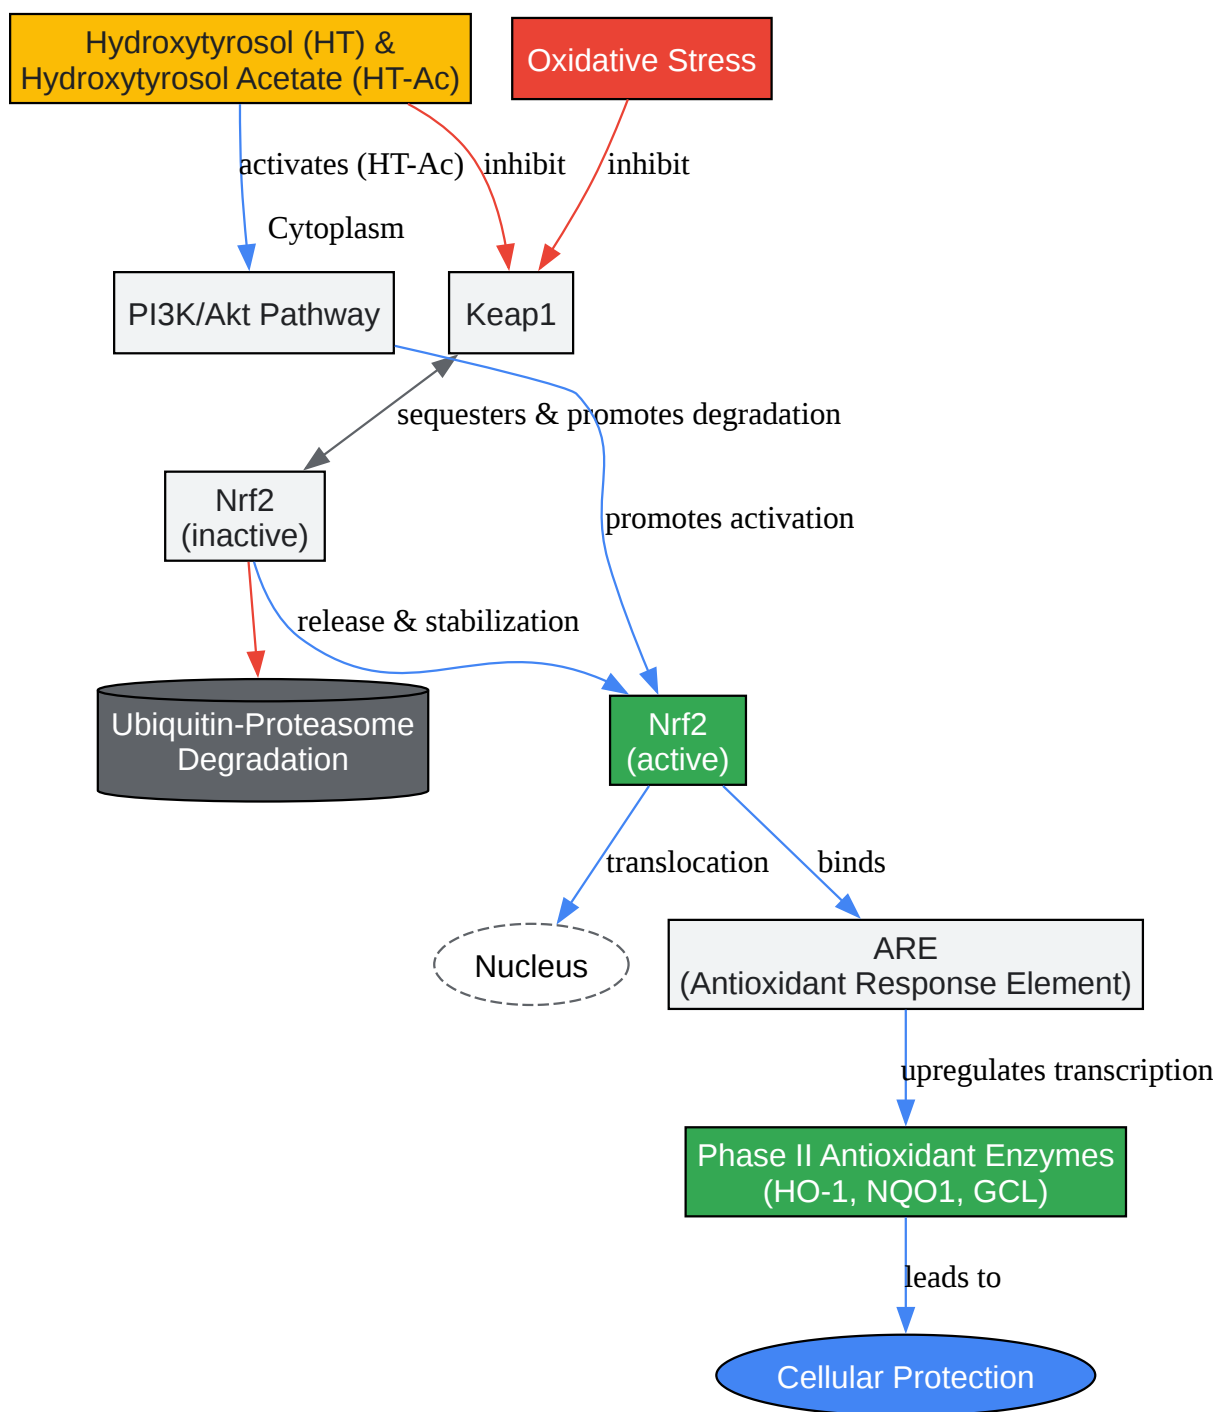 Hydroxytyrosol (HT) &
Hydroxytyrosol Acetate (HT-Ac)
Oxidative Stress
activates (HT-Ac)
inhibit
inhibit
Cytoplasm
PI3K/Akt Pathway
Keap1
sequesters & promotes degradation
Nrf2
(inactive)
promotes activation
release & stabilization
Ubiquitin-Proteasome
Degradation
Nrf2
(active)
translocation
binds
Nucleus
ARE
(Antioxidant Response Element)
upregulates transcription
Phase II Antioxidant Enzymes
(HO-1, NQO1, GCL)
leads to
Cellular Protection